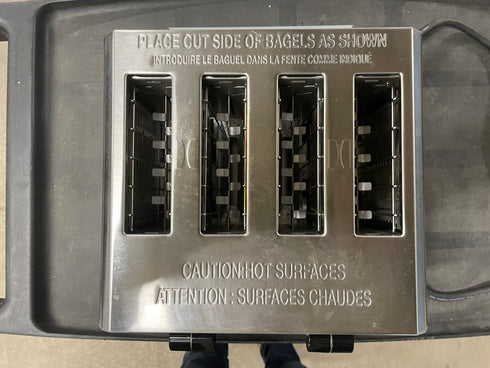 PLACE CUT SIDE OF BAGELS AS SHOWN
INTRODUIRE LE BAGUEL DANS LA FENTE COMME INDIQUÉ
CAUTION:HOT SURFACES
ATTENTION : SURFACES CHAUDES